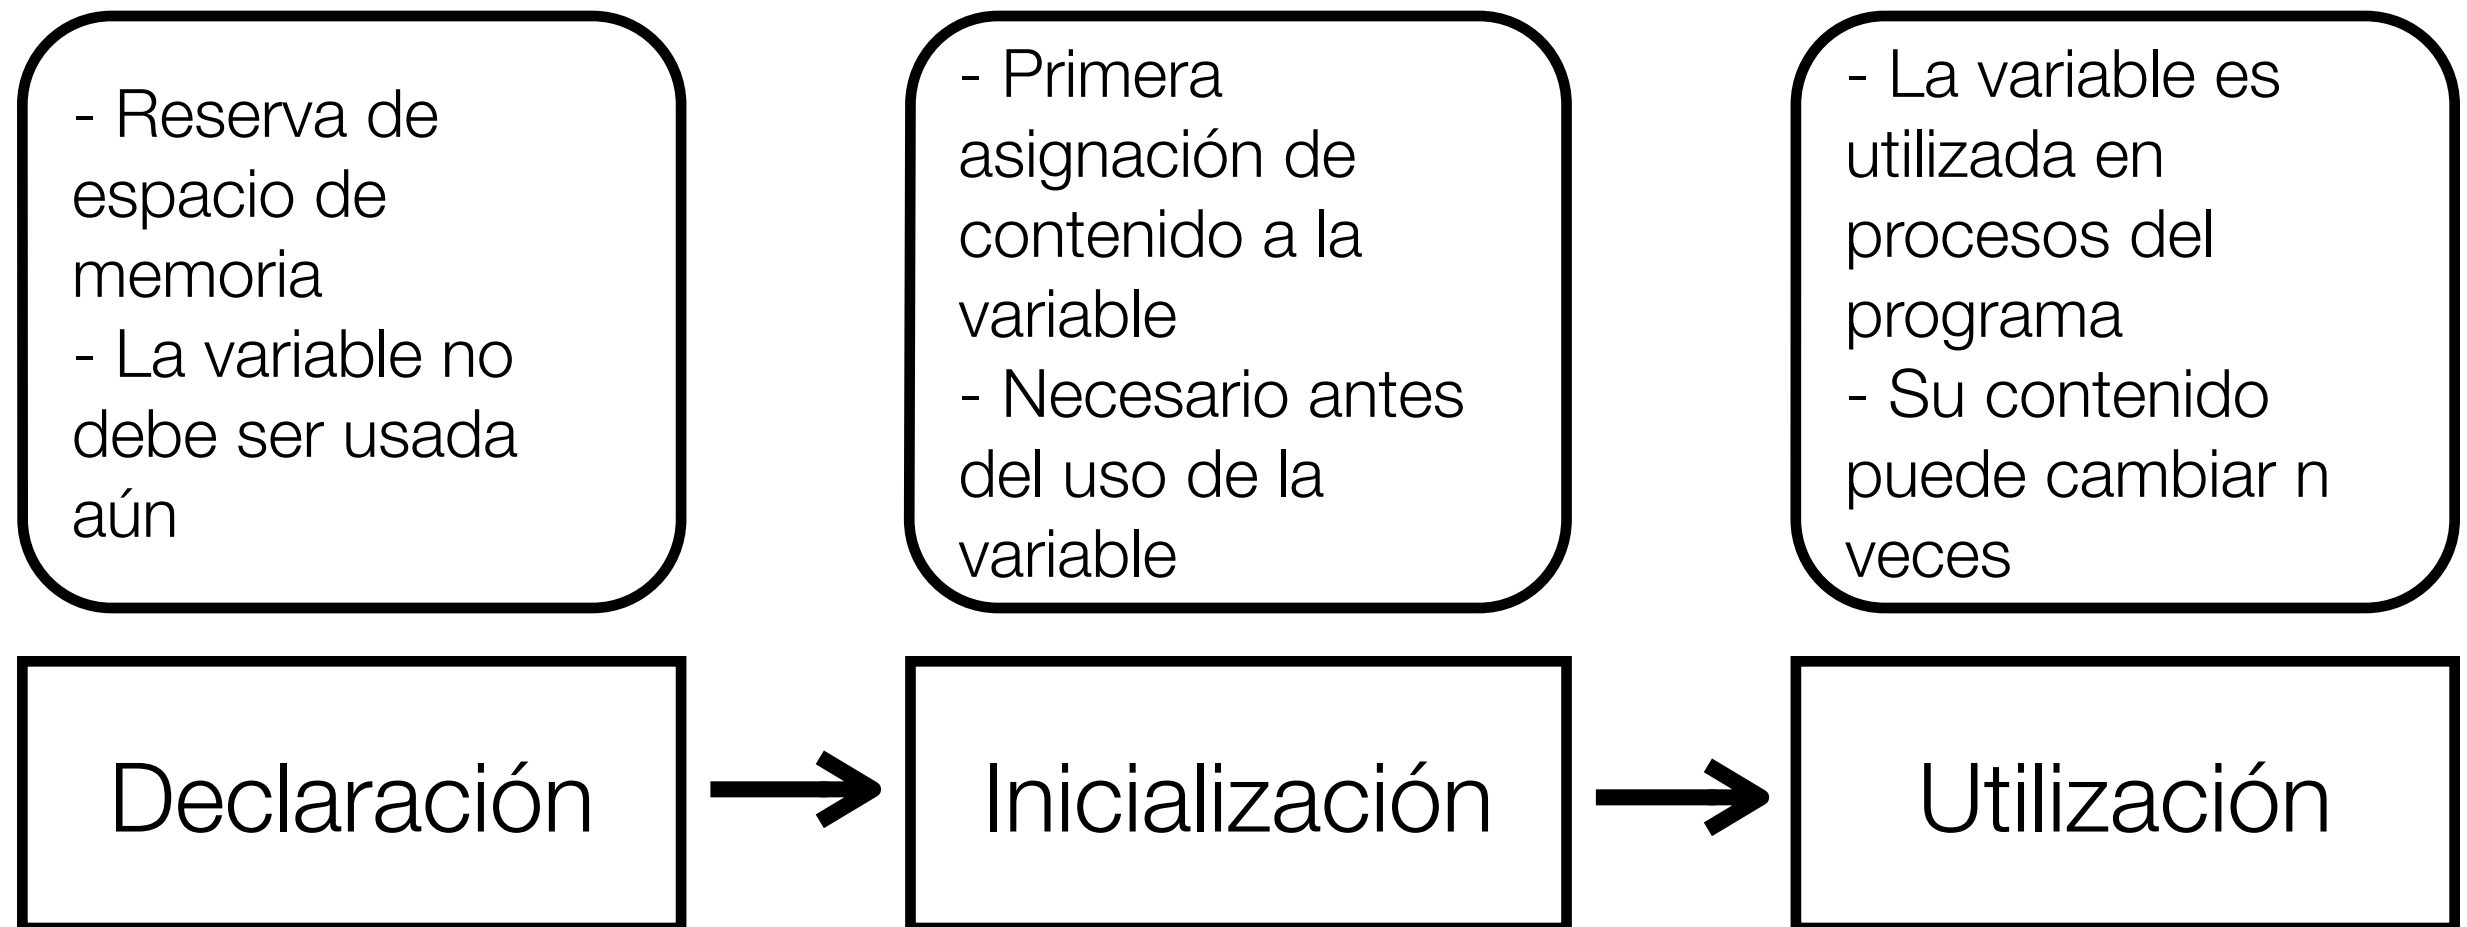 - Reserva de
espacio de
memoria
- La variable no
debe ser usada
aún
- Primera
asignación de
contenido a la
variable
- Necesario antes
del uso de la
variable
- La variable es
utilizada en
procesos del
programa
- Su contenido
puede cambiar n
veces
Declaración
Inicialización
Utilización